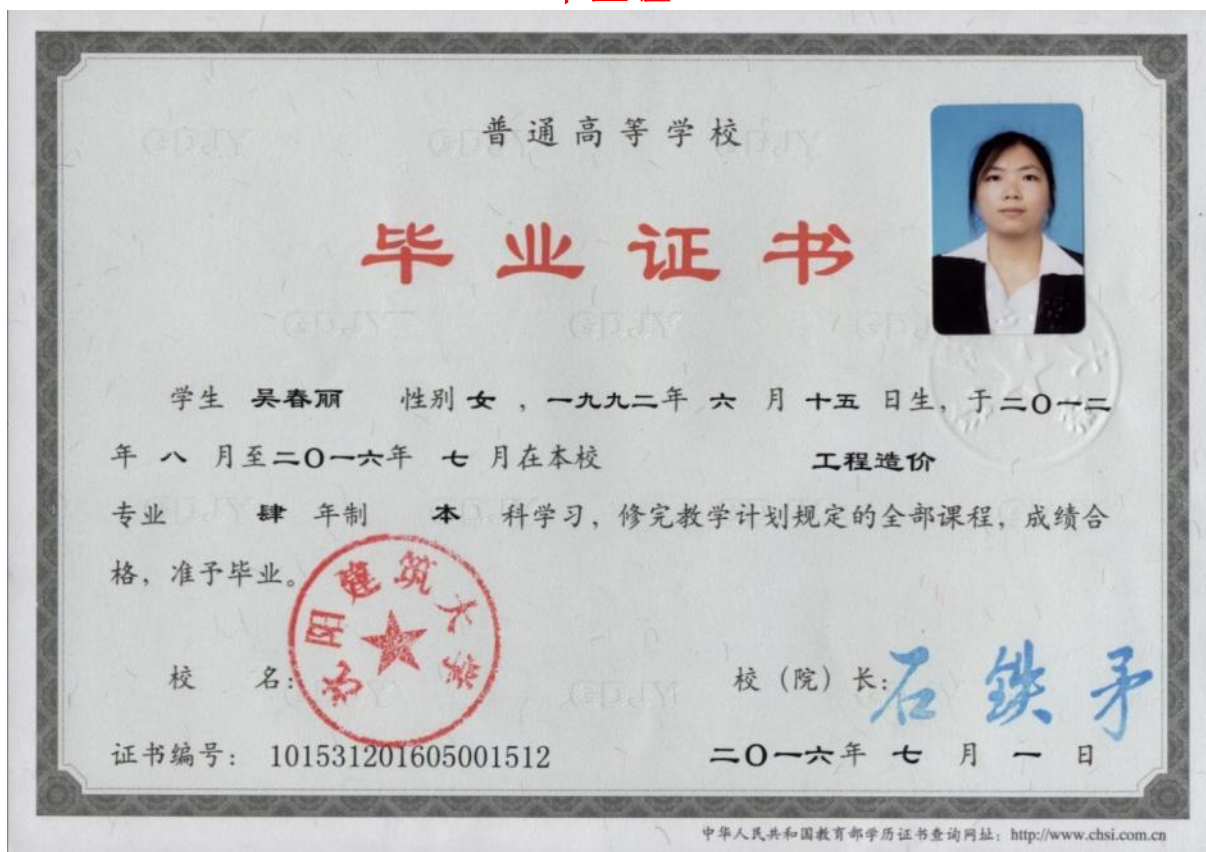 普通高等学校
毕业证书
学生 吴春丽 性别 女 ，一九九二年 六 月 十五 日生，于二〇一二
年 八 月至二〇一六年 七 月在本校 工程造价
专业 肆 年制 本 科学习，修完教学计划规定的全部课程，成绩合
格，准予毕业。
沈阳建筑大学
校 名：
校（院）长：石铁矛
证书编号： 101531201605001512
二〇一六年 七 月 一 日
中华人民共和国教育部学历证书查询网址：http://www.chsi.com.cn